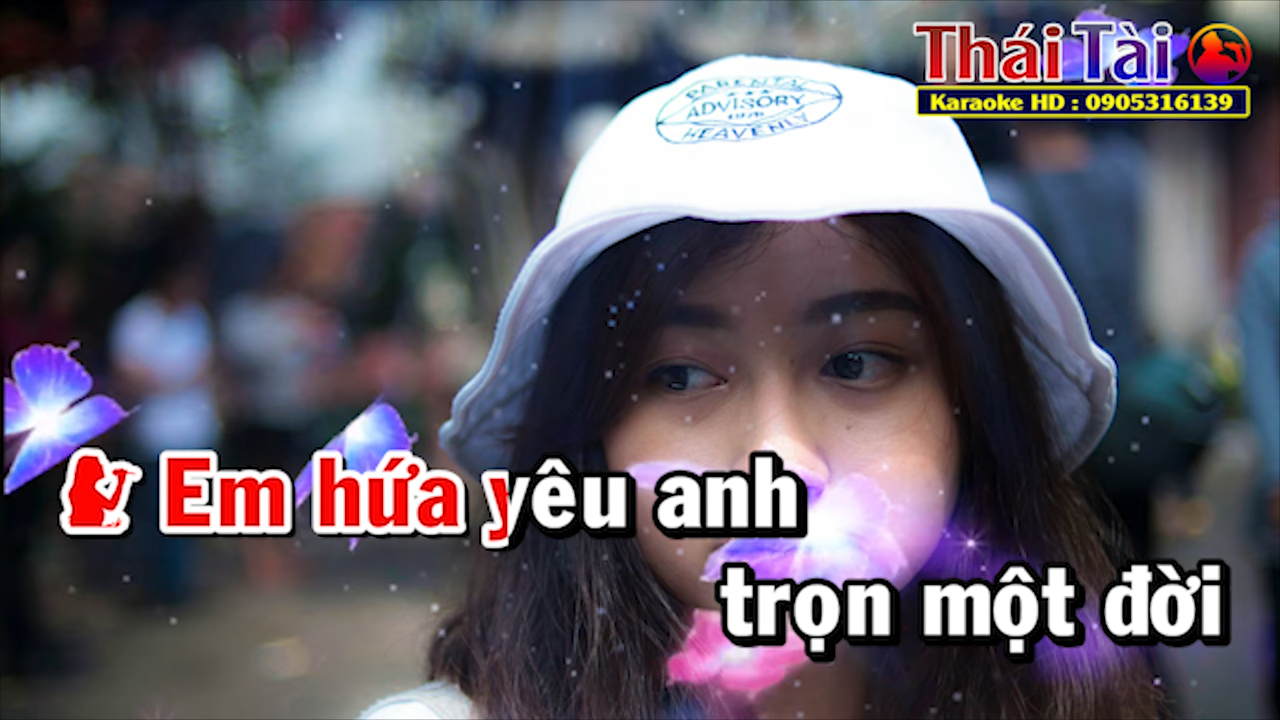 Thái Tài
Karaoke HD : 0905316139
PARENTAL
ADVISORY
HEAVENLY
Em hứa yêu anh
trọn một đời